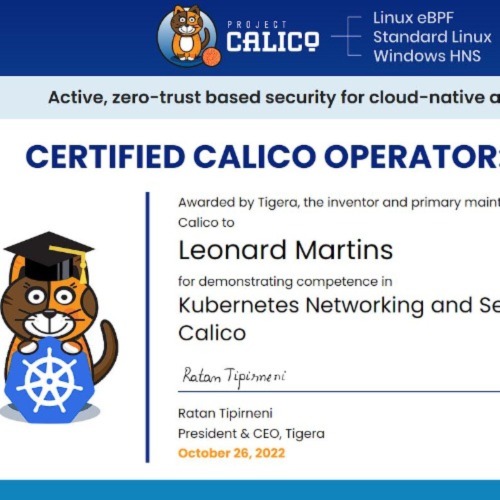 PROJECT
CALICO
Linux eBPF
Standard Linux
Windows HNS
Active, zero-trust based security for cloud-native a
CERTIFIED CALICO OPERATOR:
Awarded by Tigera, the inventor and primary maint
Calico to
Leonard Martins
for demonstrating competence in
Kubernetes Networking and Se
Calico
Ratan Tipirneni
Ratan Tipirneni
President & CEO, Tigera
October 26, 2022